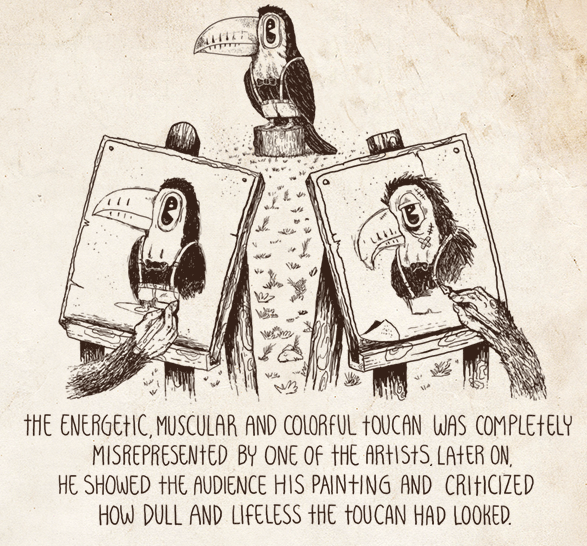 THE ENERGETIC, MUSCULAR AND COLORFUL TOUCAN WAS COMPLETELY
MISREPRESENTED BY ONE OF THE ARTISTS. LATER ON,
HE SHOWED THE AUDIENCE HIS PAINTING AND CRITICIZED
HOW DULL AND LIFELESS THE TOUCAN HAD LOOKED.